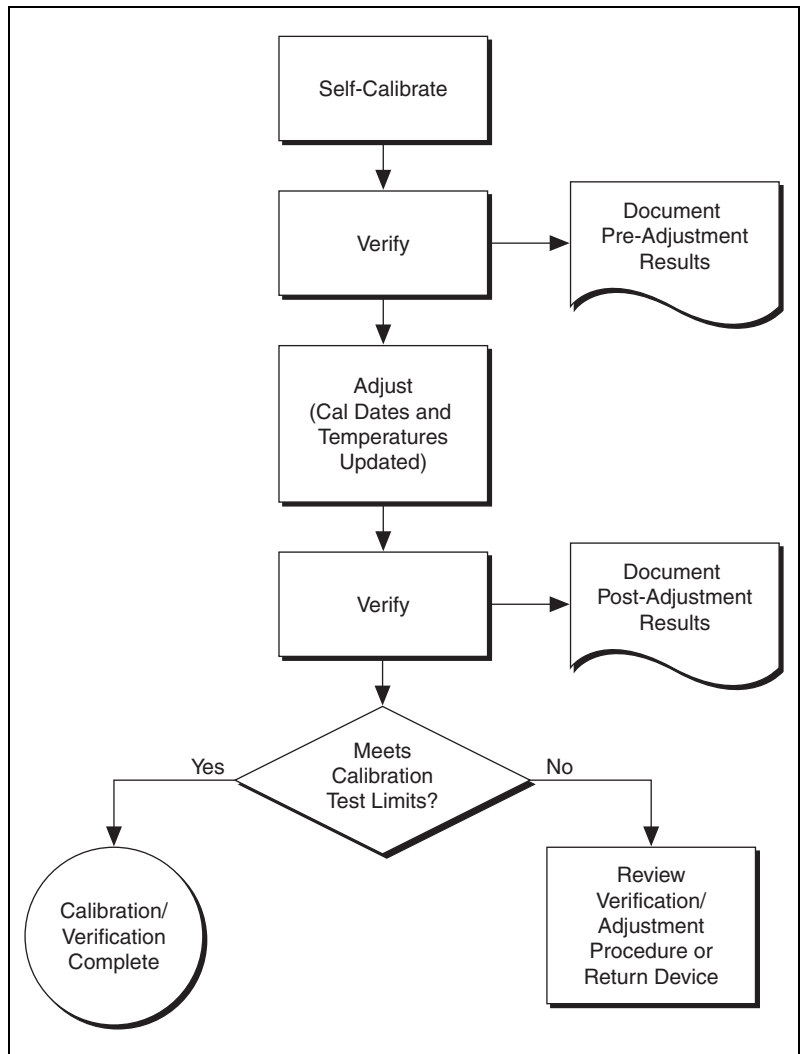 Self-Calibrate
Verify
Document
Pre-Adjustment
Results
Adjust
(Cal Dates and
Temperatures
Updated)
Verify
Document
Post-Adjustment
Results
Meets
Calibration
Test Limits?
Yes
No
Calibration/
Verification
Complete
Review
Verification/
Adjustment
Procedure or
Return Device